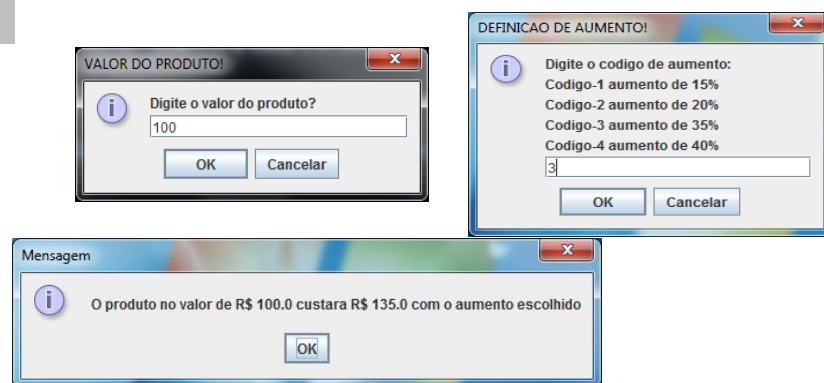 VALOR DO PRODUTO!
Digite o valor do produto?
100
OK Cancelar
DEFINICAO DE AUMENTO!
Digite o codigo de aumento:
Codigo-1 aumento de 15%
Codigo-2 aumento de 20%
Codigo-3 aumento de 35%
Codigo-4 aumento de 40%
3
OK Cancelar
Mensagem
O produto no valor de R$ 100.0 custara R$ 135.0 com o aumento escolhido
OK